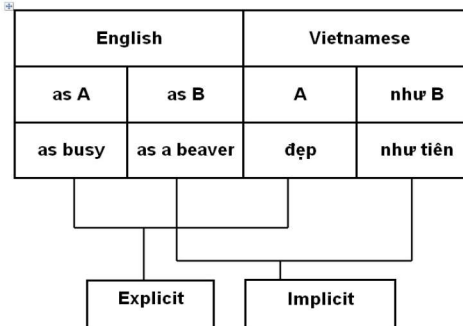 English Vietnamese
as A as B A như B
as busy as a beaver đẹp như tiên
Explicit Implicit